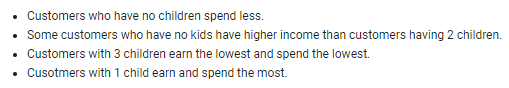 • Customers who have no children spend less.
• Some customers who have no kids have higher income than customers having 2 children.
• Customers with 3 children earn the lowest and spend the lowest.
• Cusotmers with 1 child earn and spend the most.